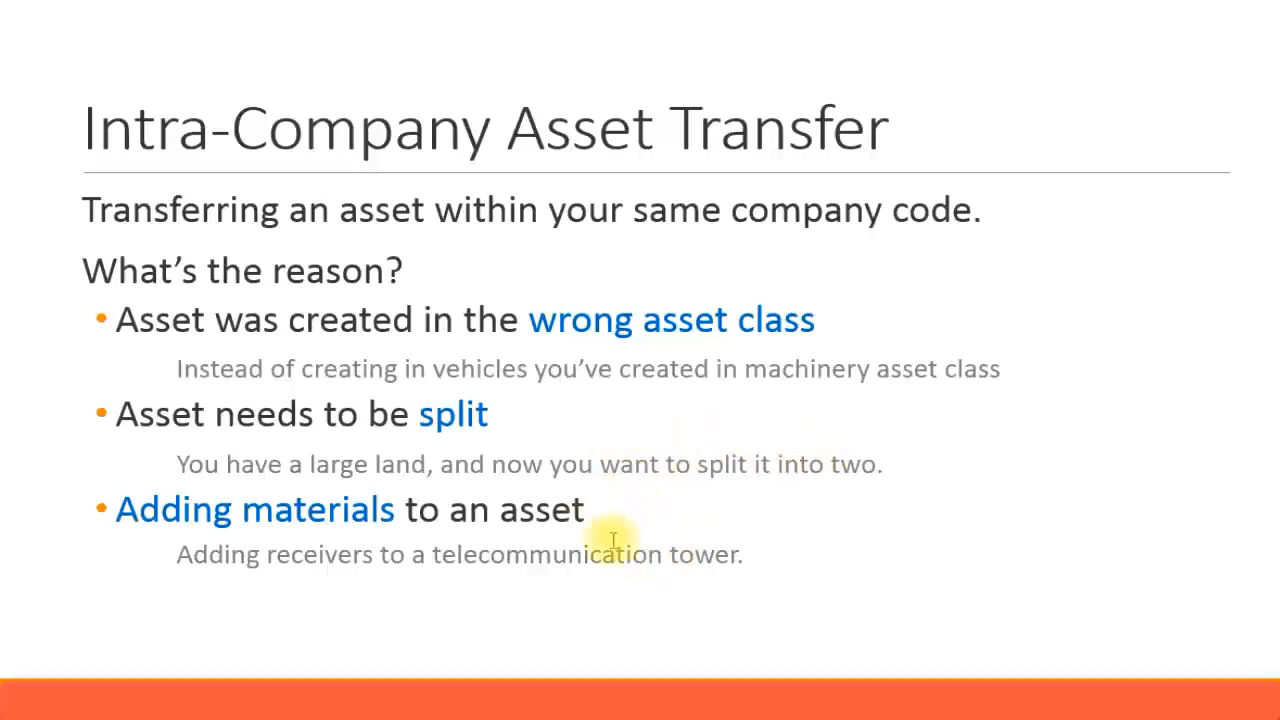 Intra-Company Asset Transfer
Transferring an asset within your same company code.
What’s the reason?
• Asset was created in the wrong asset class
Instead of creating in vehicles you’ve created in machinery asset class
• Asset needs to be split
You have a large land, and now you want to split it into two.
• Adding materials to an asset
Adding receivers to a telecommunication tower.